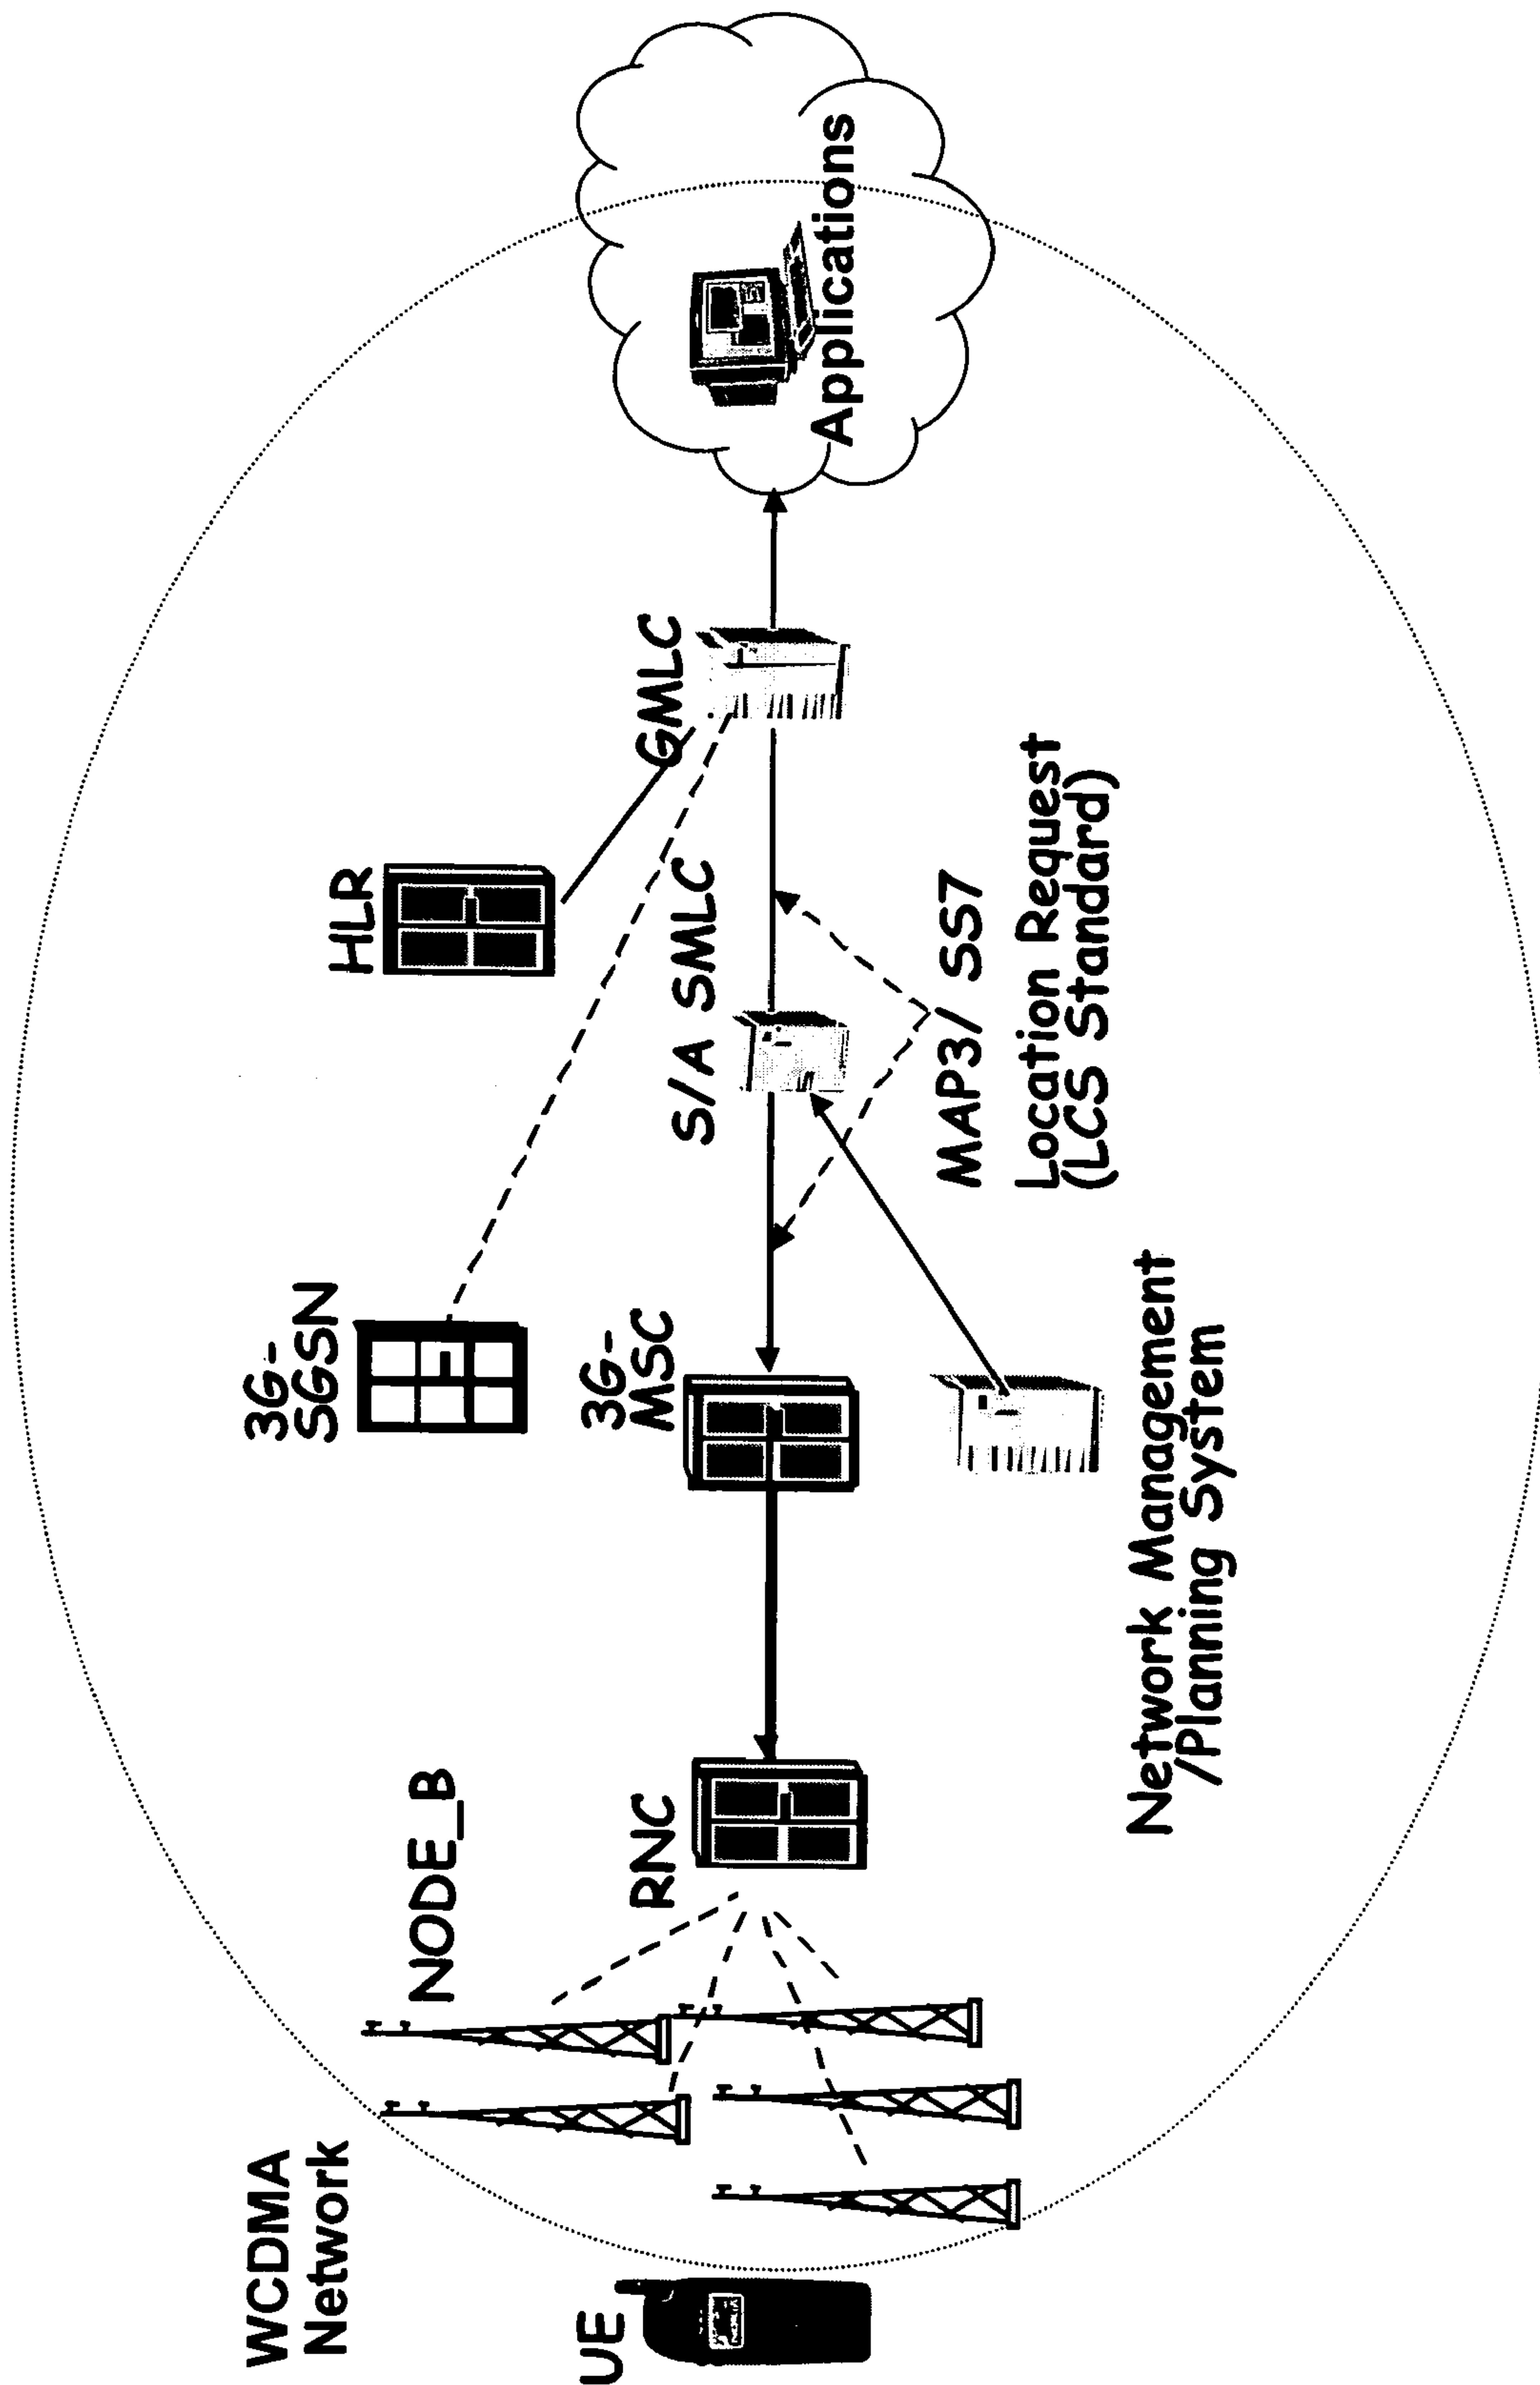 WCDMA
Network
UE
NODE_B
RNC
3G-
SGSN
3G-
MSC
HLR
S/A SMLC
GMLC
Applications
MAP3/ SS7
Location Request
(LCS Standard)
Network Management
/Planning System